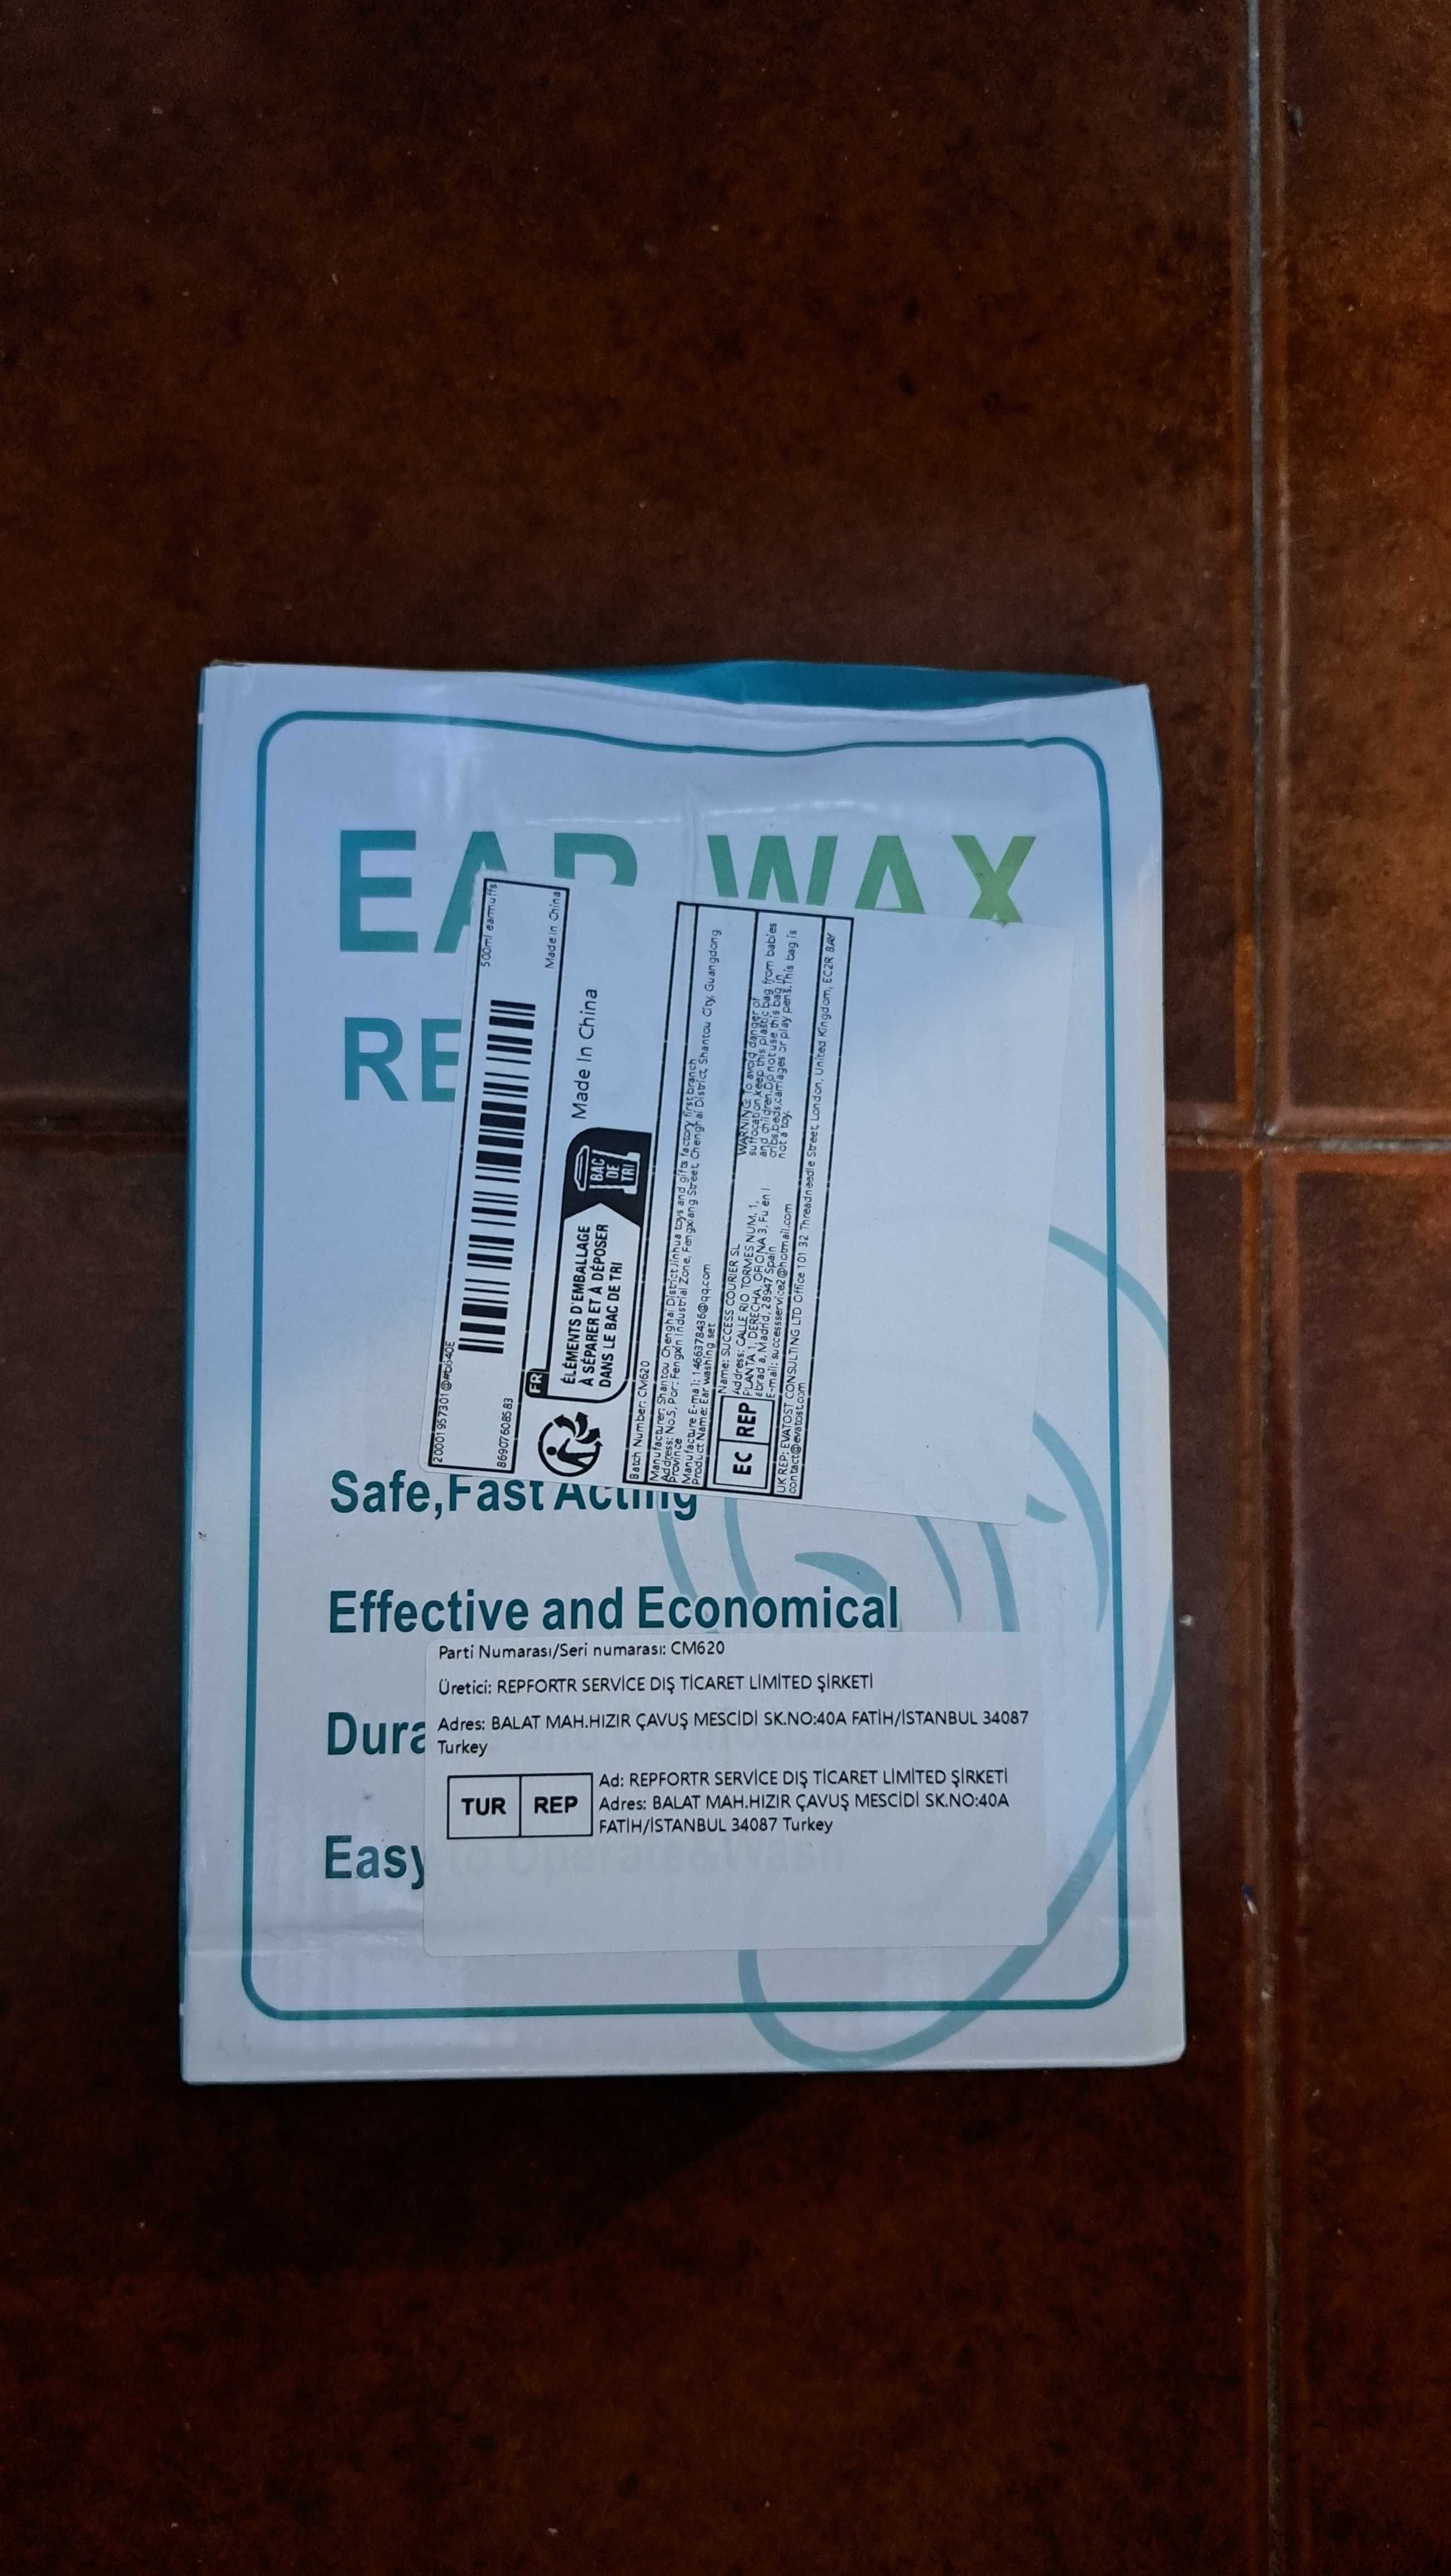 EAR WAX
RE
20001957301@#b640E
500ml earmuffs
86907608583
Made in China
FR
ÉLÉMENTS D'EMBALLAGE
À SÉPARER ET À DÉPOSER
DANS LE BAC DE TRI
BAC
DE
TRI
Made In China
Batch Number: CM620
Manufacturer: Shantou Chenghai District Jinhua toys and gifts factory first branch
Address: No.5, Por. Fengxin Industrial Zone, Fengxiang Street, Chenghai District, Shantou City, Guangdong
Province
Manufacture E-mail: 1466378436@qq.com
Product Name: Ear washing set
EC REP
Name: SUCCESS COURIER SL
Address: CALLE RIO TORMES NUM. 1,
PLANTA 1, DERECHA, OFICINA 3, Fu en l
abrad a, Madrid, 28947 Spain
E-mail: successservice2@hotmail.com
WARNING: To avoid danger of
suffocation,keep this plastic bag from babies
and children.Do not use this bag in
cribs,beds,carriages or play pens.This bag is
not a toy.
UK REP: EVATOST CONSULTING LTD Office 101 32 Threadneedle Street, London, United Kingdom, EC2R 8AY
contact@evatost.com
Safe,Fast Acting
Effective and Economical
Dura
Easy
Parti Numarası/Seri numarası: CM620
Üretici: REPFORTR SERVİCE DIŞ TİCARET LİMİTED ŞİRKETİ
Adres: BALAT MAH.HIZIR ÇAVUŞ MESCİDİ SK.NO:40A FATİH/İSTANBUL 34087
Turkey
TUR REP
Ad: REPFORTR SERVİCE DIŞ TİCARET LİMİTED ŞİRKETİ
Adres: BALAT MAH.HIZIR ÇAVUŞ MESCİDİ SK.NO:40A
FATİH/İSTANBUL 34087 Turkey